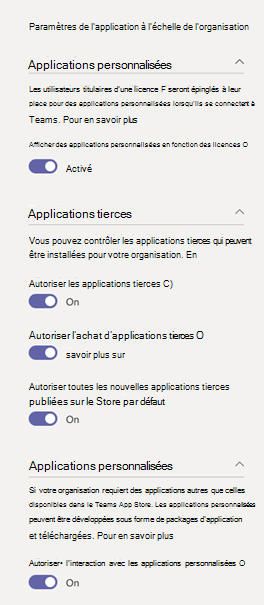 Paramètres de l'application à l'échelle de l'organisation
Applications personnalisées
Les utilisateurs titulaires d'une licence F seront épinglés à leur
place pour des applications personnalisées lorsqu'ils se connectent à
Teams. Pour en savoir plus
Afficher des applications personnalisées en fonction des licences O
Activé
Applications tierces
Vous pouvez contrôler les applications tierces qui peuvent
être installées pour votre organisation. En
Autoriser les applications tierces C)
On
Autoriser l'achat d'applications tierces O
savoir plus sur
Autoriser toutes les nouvelles applications tierces
publiées sur le Store par défaut
On
Applications personnalisées
Si votre organisation requiert des applications autres que celles
disponibles dans le Teams App Store. Les applications personnalisées
peuvent être développées sous forme de packages d'application
et téléchargées. Pour en savoir plus
Autoriser• l'interaction avec les applications personnalisées O
On